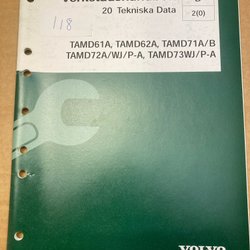 20 Tekniska Data
2(0)
118
TAMD61A, TAMD62A, TAMD71A/B
TAMD72A/WJ/P-A, TAMD73WJ/P-A
VOLVO